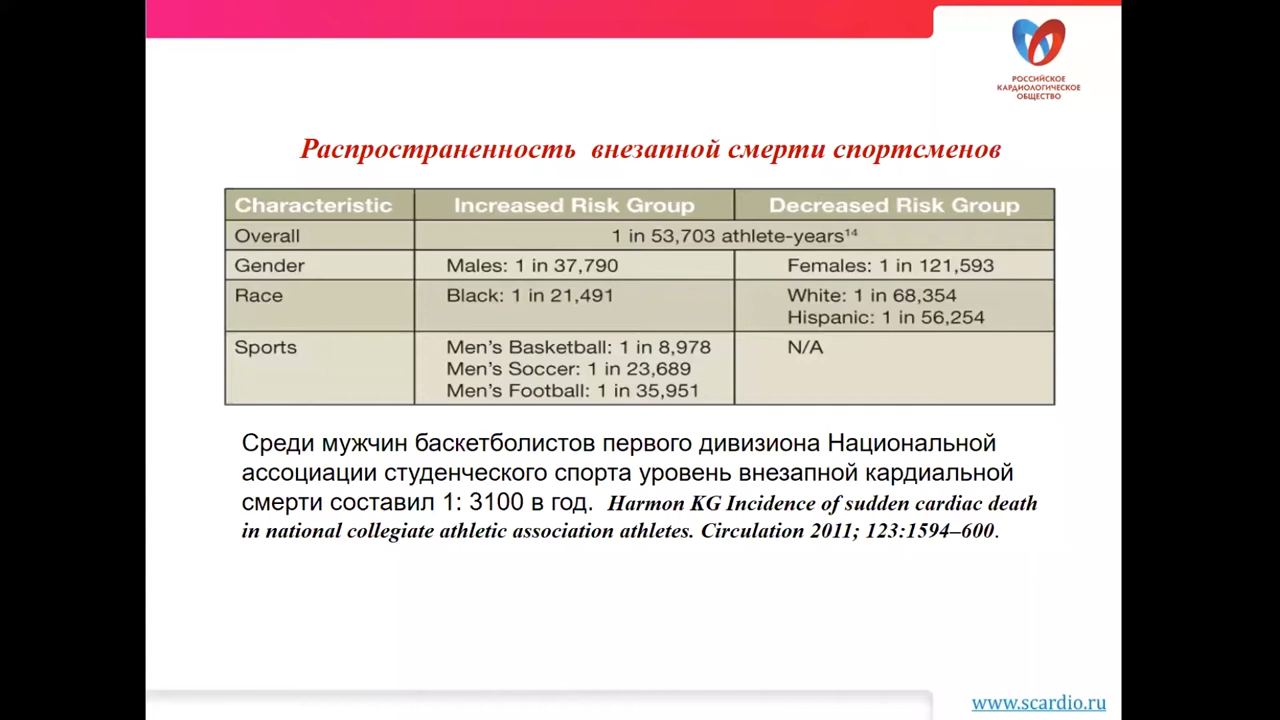 РОССИЙСКОЕ
КАРДИОЛОГИЧЕСКОЕ
ОБЩЕСТВО
Распространенность внезапной смерти спортсменов
Characteristic Increased Risk Group Decreased Risk Group
Overall 1 in 53,703 athlete-years¹⁴
Gender Males: 1 in 37,790 Females: 1 in 121,593
Race Black: 1 in 21,491 White: 1 in 68,354
Hispanic: 1 in 56,254
Sports Men’s Basketball: 1 in 8,978 N/A
Men’s Soccer: 1 in 23,689
Men’s Football: 1 in 35,951
Среди мужчин баскетболистов первого дивизиона Национальной
ассоциации студенческого спорта уровень внезапной кардиальной
смерти составил 1: 3100 в год. Harmon KG Incidence of sudden cardiac death
in national collegiate athletic association athletes. Circulation 2011; 123:1594–600.
www.scardio.ru